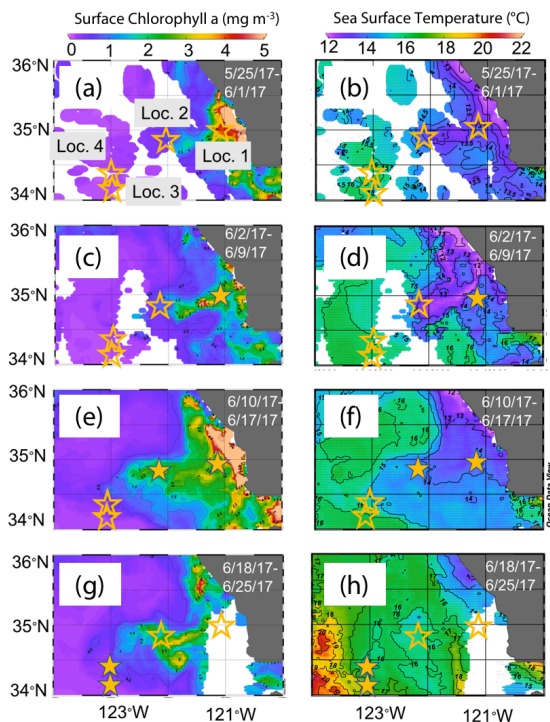 Surface Chlorophyll a (mg m-3)
Sea Surface Temperature (°C)
0 1 2 3 4 5
12 14 16 18 20 22
36°N
(a)
5/25/17-
6/1/17
Loc. 2
35°N
Loc. 4
Loc. 1
Loc. 3
34°N
(b)
5/25/17-
6/1/17
36°N
(c)
6/2/17-
6/9/17
35°N
34°N
(d)
6/2/17-
6/9/17
36°N
(e)
6/10/17-
6/17/17
35°N
34°N
(f)
6/10/17-
6/17/17
Ocean Data View
36°N
(g)
6/18/17-
6/25/17
35°N
34°N
(h)
6/18/17-
6/25/17
123°W 121°W
123°W 121°W